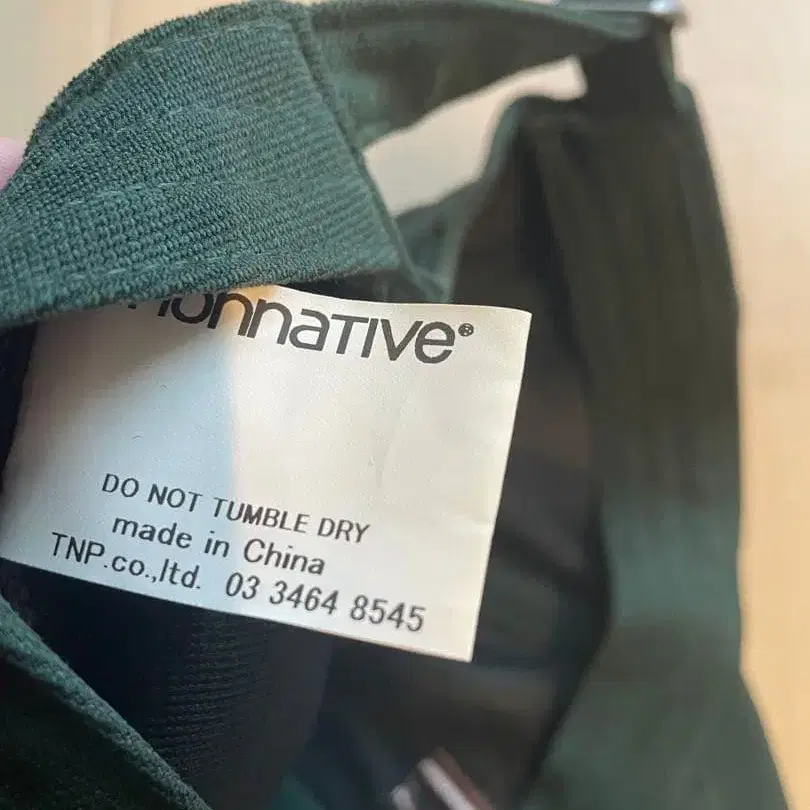 nonnative®
DO NOT TUMBLE DRY
made in China
TNP.co.,ltd. 03 3464 8545